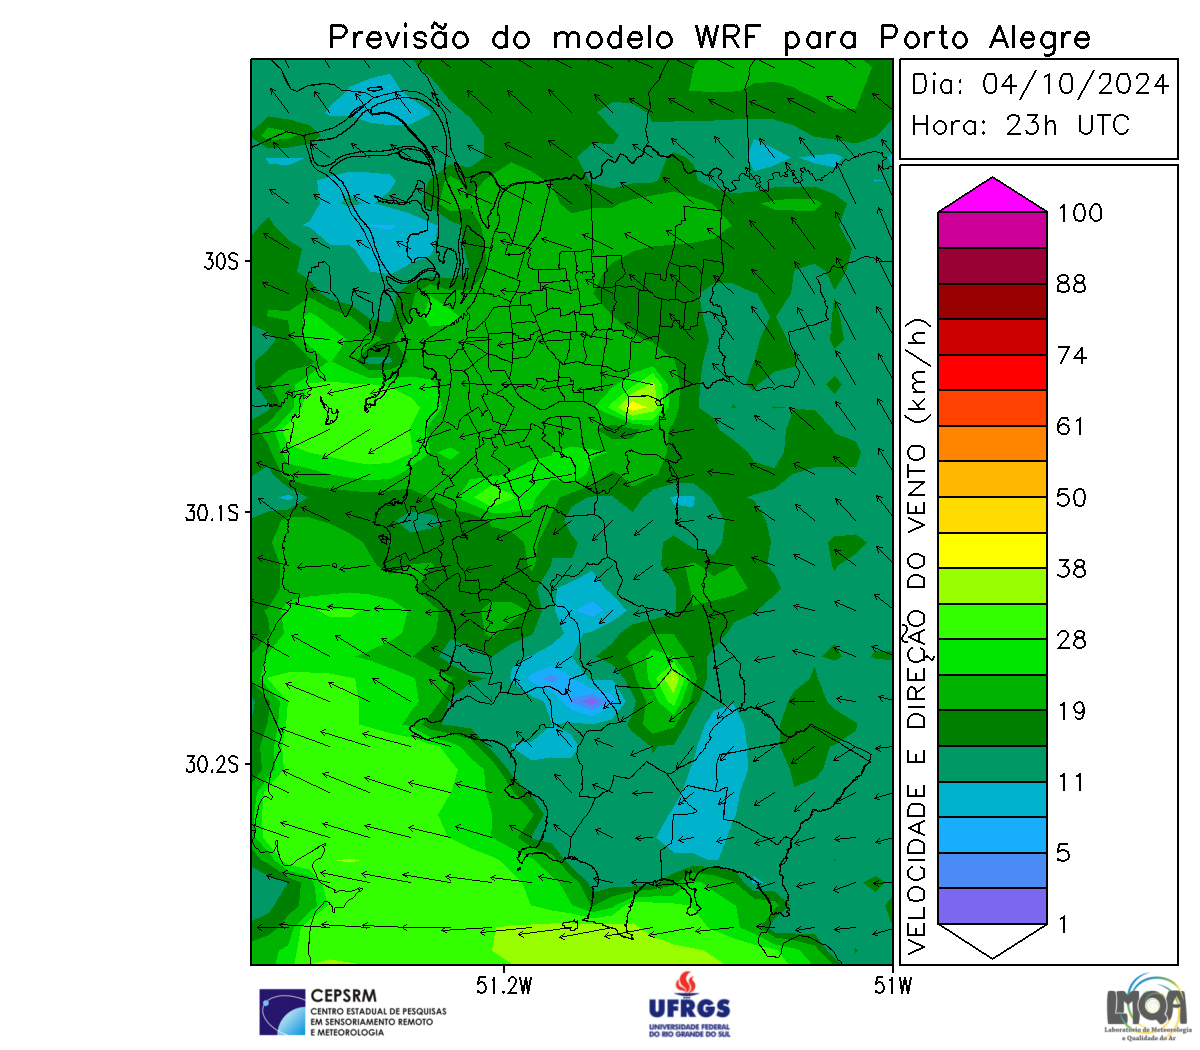 Previsão do modelo WRF para Porto Alegre
Dia: 04/10/2024
Hora: 23h UTC
30S
30.1S
30.2S
51.2W
51W
VELOCIDADE E DIREÇÃO DO VENTO (km/h)
100
88
74
61
50
38
28
19
11
5
1
CEPSRM
CENTRO ESTADUAL DE PESQUISAS
EM SENSORIAMENTO REMOTO
E METEOROLOGIA
UFRGS
UNIVERSIDADE FEDERAL
DO RIO GRANDE DO SUL
LMQA
Laboratório de Meteorologia
e Qualidade do Ar